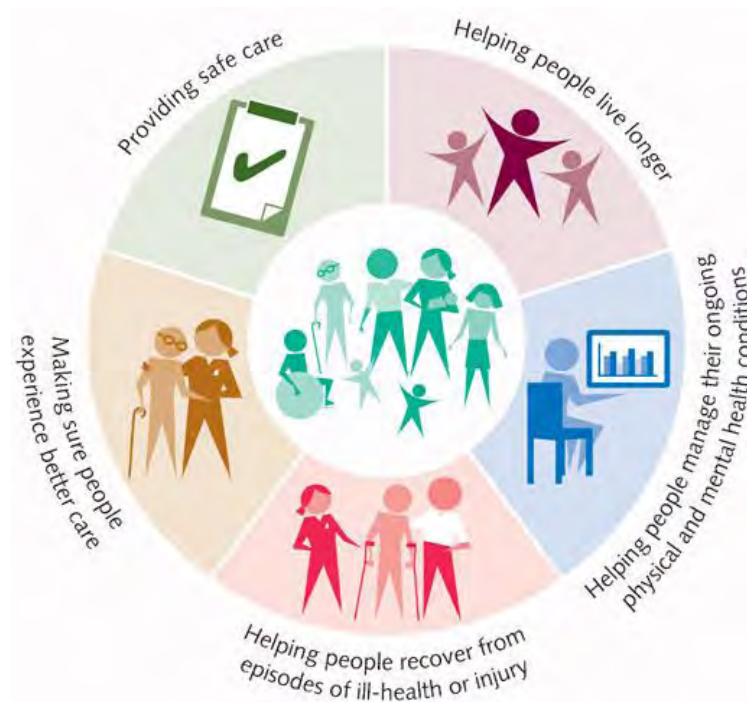 Providing safe care
Helping people live longer
Helping people manage their ongoing
physical and mental health conditions
Helping people recover from
episodes of ill-health or injury
Making sure people
experience better care